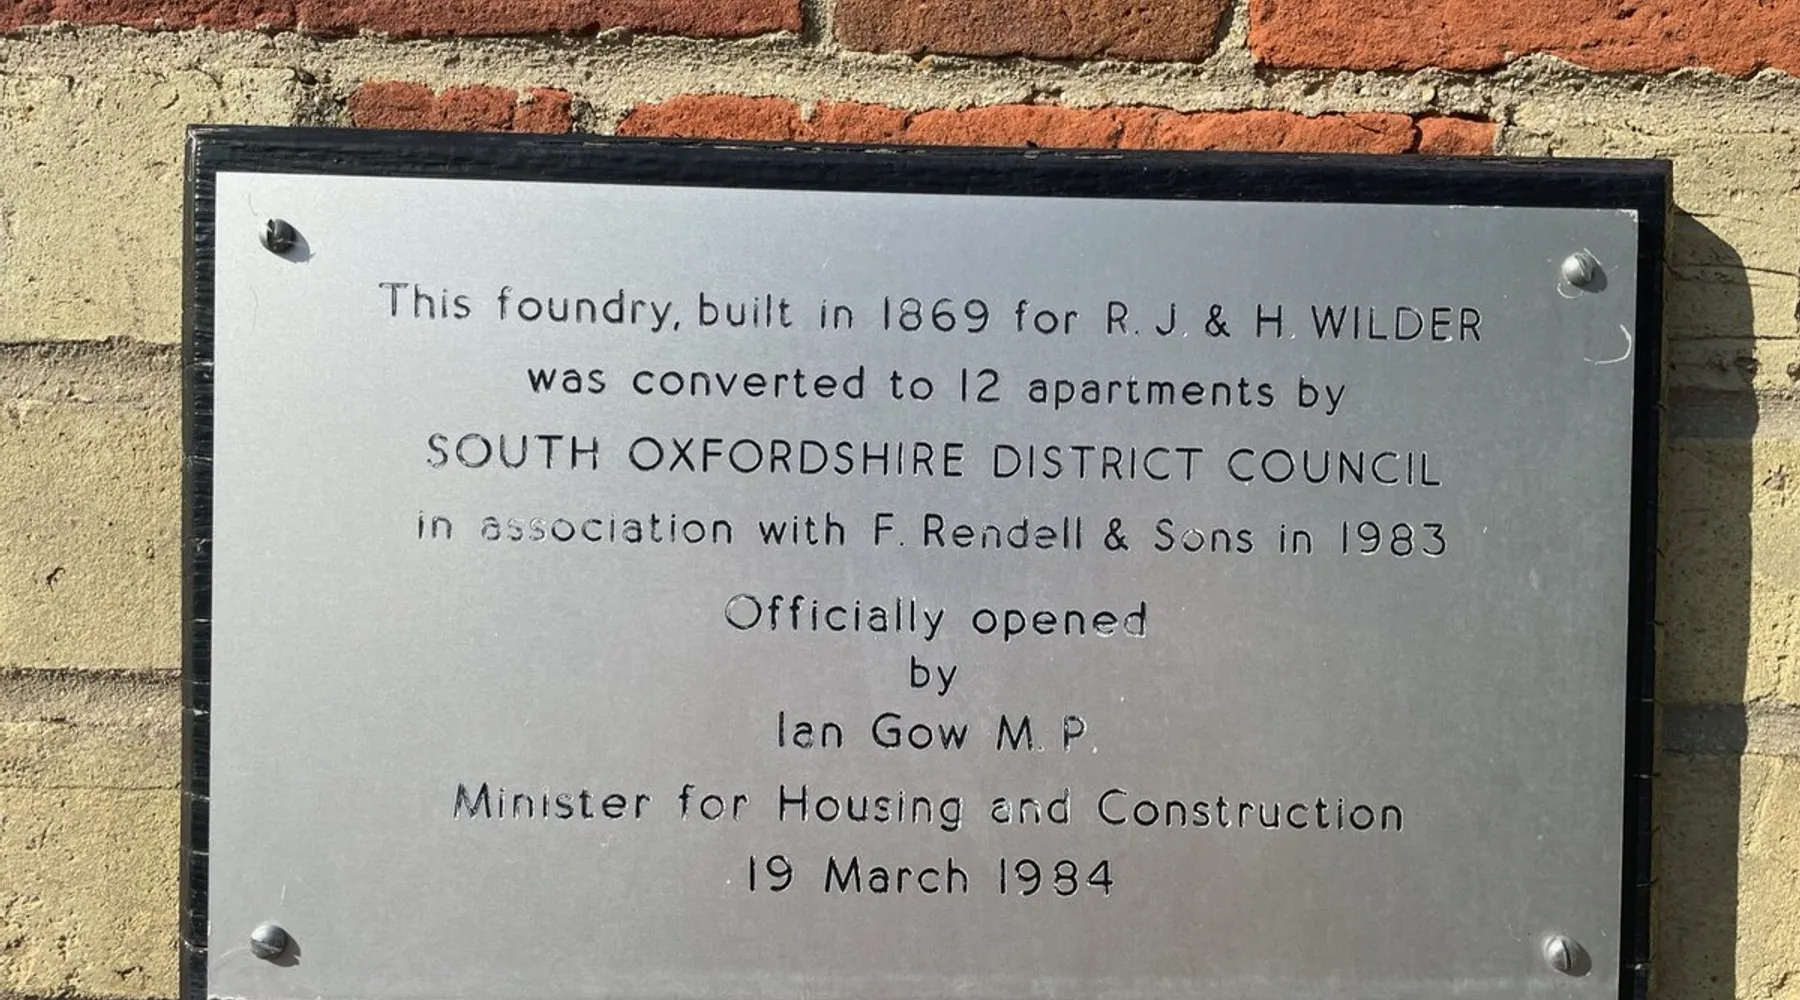 This foundry, built in 1869 for R. J. & H. WILDER
was converted to 12 apartments by
SOUTH OXFORDSHIRE DISTRICT COUNCIL
in association with F. Rendell & Sons in 1983
Officially opened
by
Ian Gow M. P.
Minister for Housing and Construction
19 March 1984